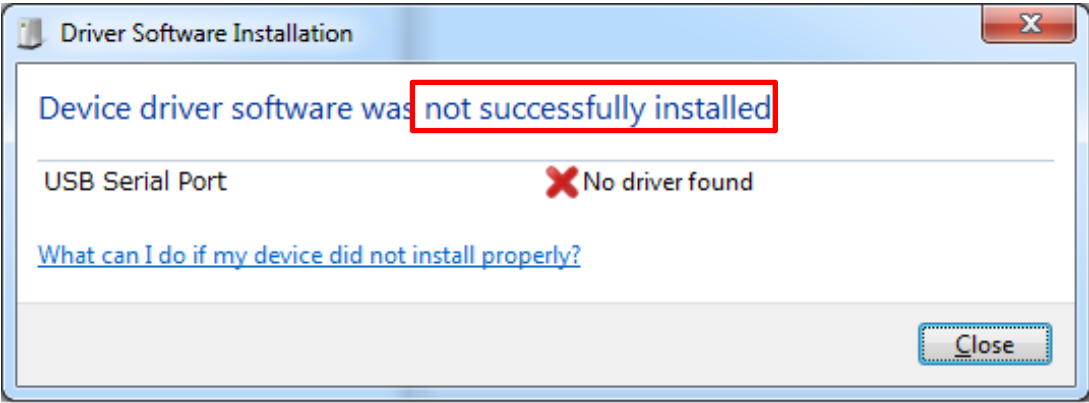 Driver Software Installation
Device driver software was not successfully installed
USB Serial Port No driver found
What can I do if my device did not install properly?
Close